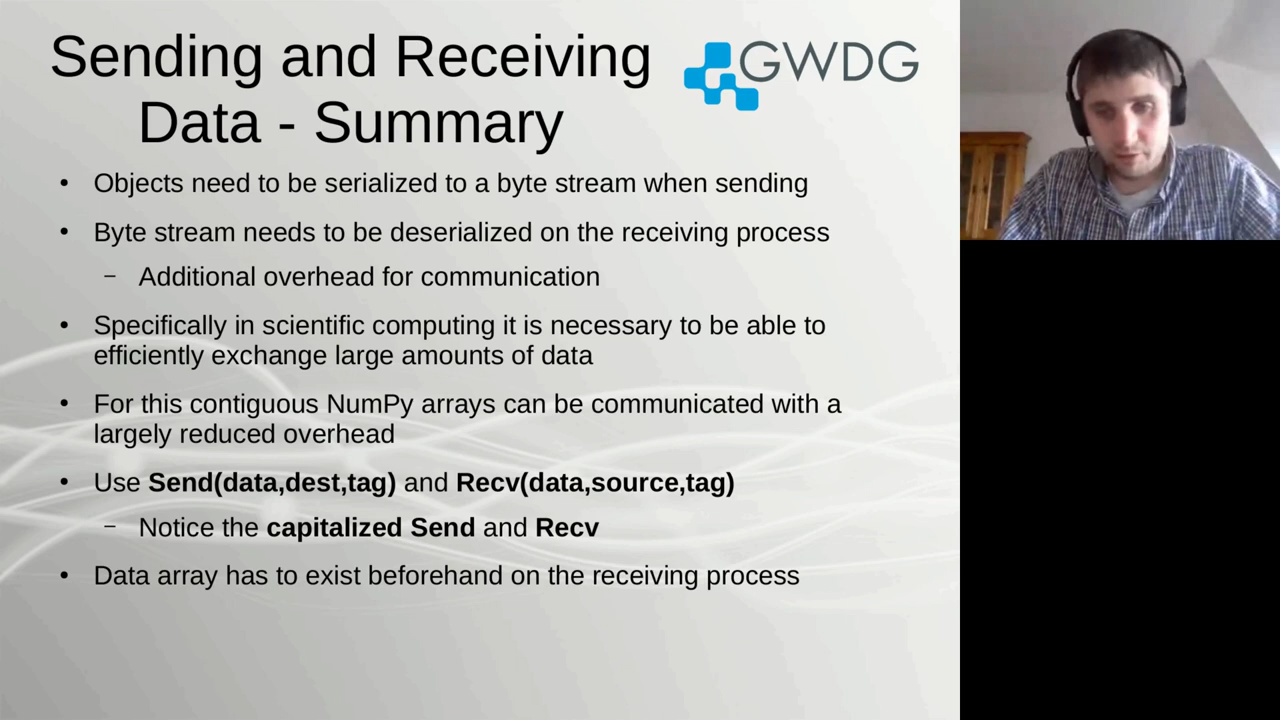 Sending and Receiving
Data - Summary
GWDG
• Objects need to be serialized to a byte stream when sending
• Byte stream needs to be deserialized on the receiving process
– Additional overhead for communication
• Specifically in scientific computing it is necessary to be able to
efficiently exchange large amounts of data
• For this contiguous NumPy arrays can be communicated with a
largely reduced overhead
• Use Send(data,dest,tag) and Recv(data,source,tag)
– Notice the capitalized Send and Recv
• Data array has to exist beforehand on the receiving process